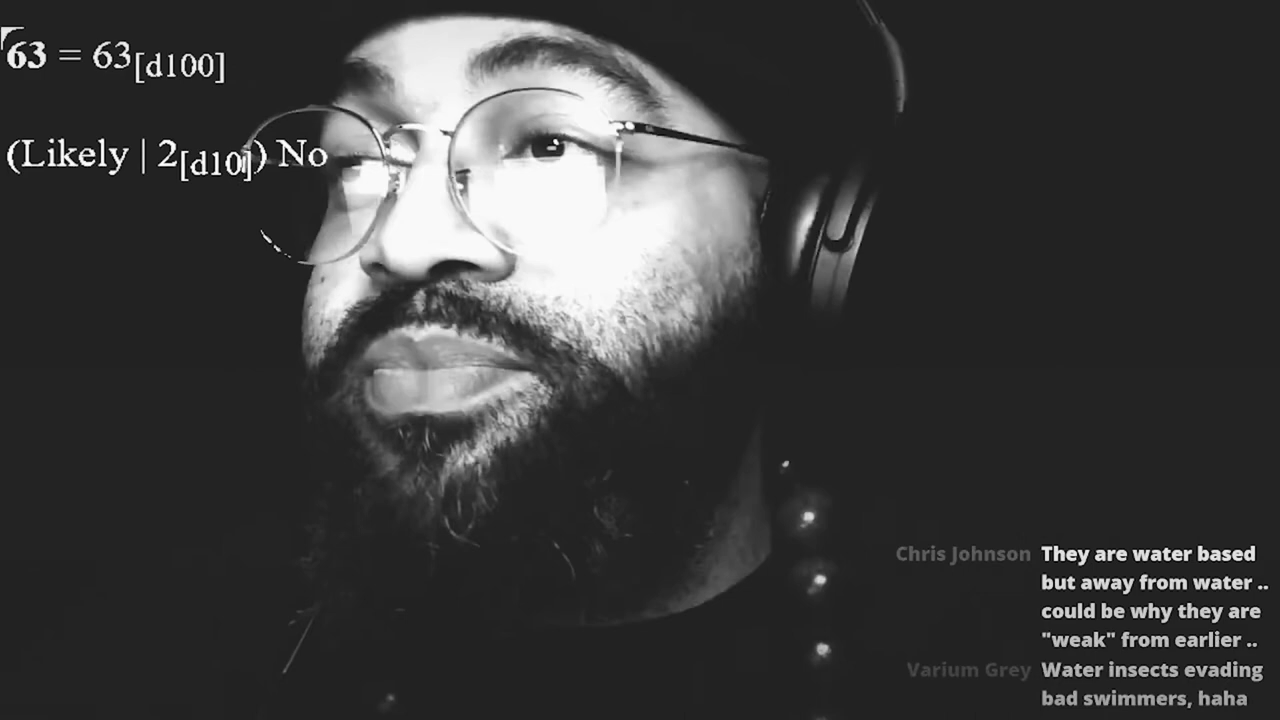 63 = 63[d100]
(Likely | 2[d10]) No
Chris Johnson They are water based
but away from water ..
could be why they are
"weak" from earlier ..
Varium Grey Water insects evading
bad swimmers, haha